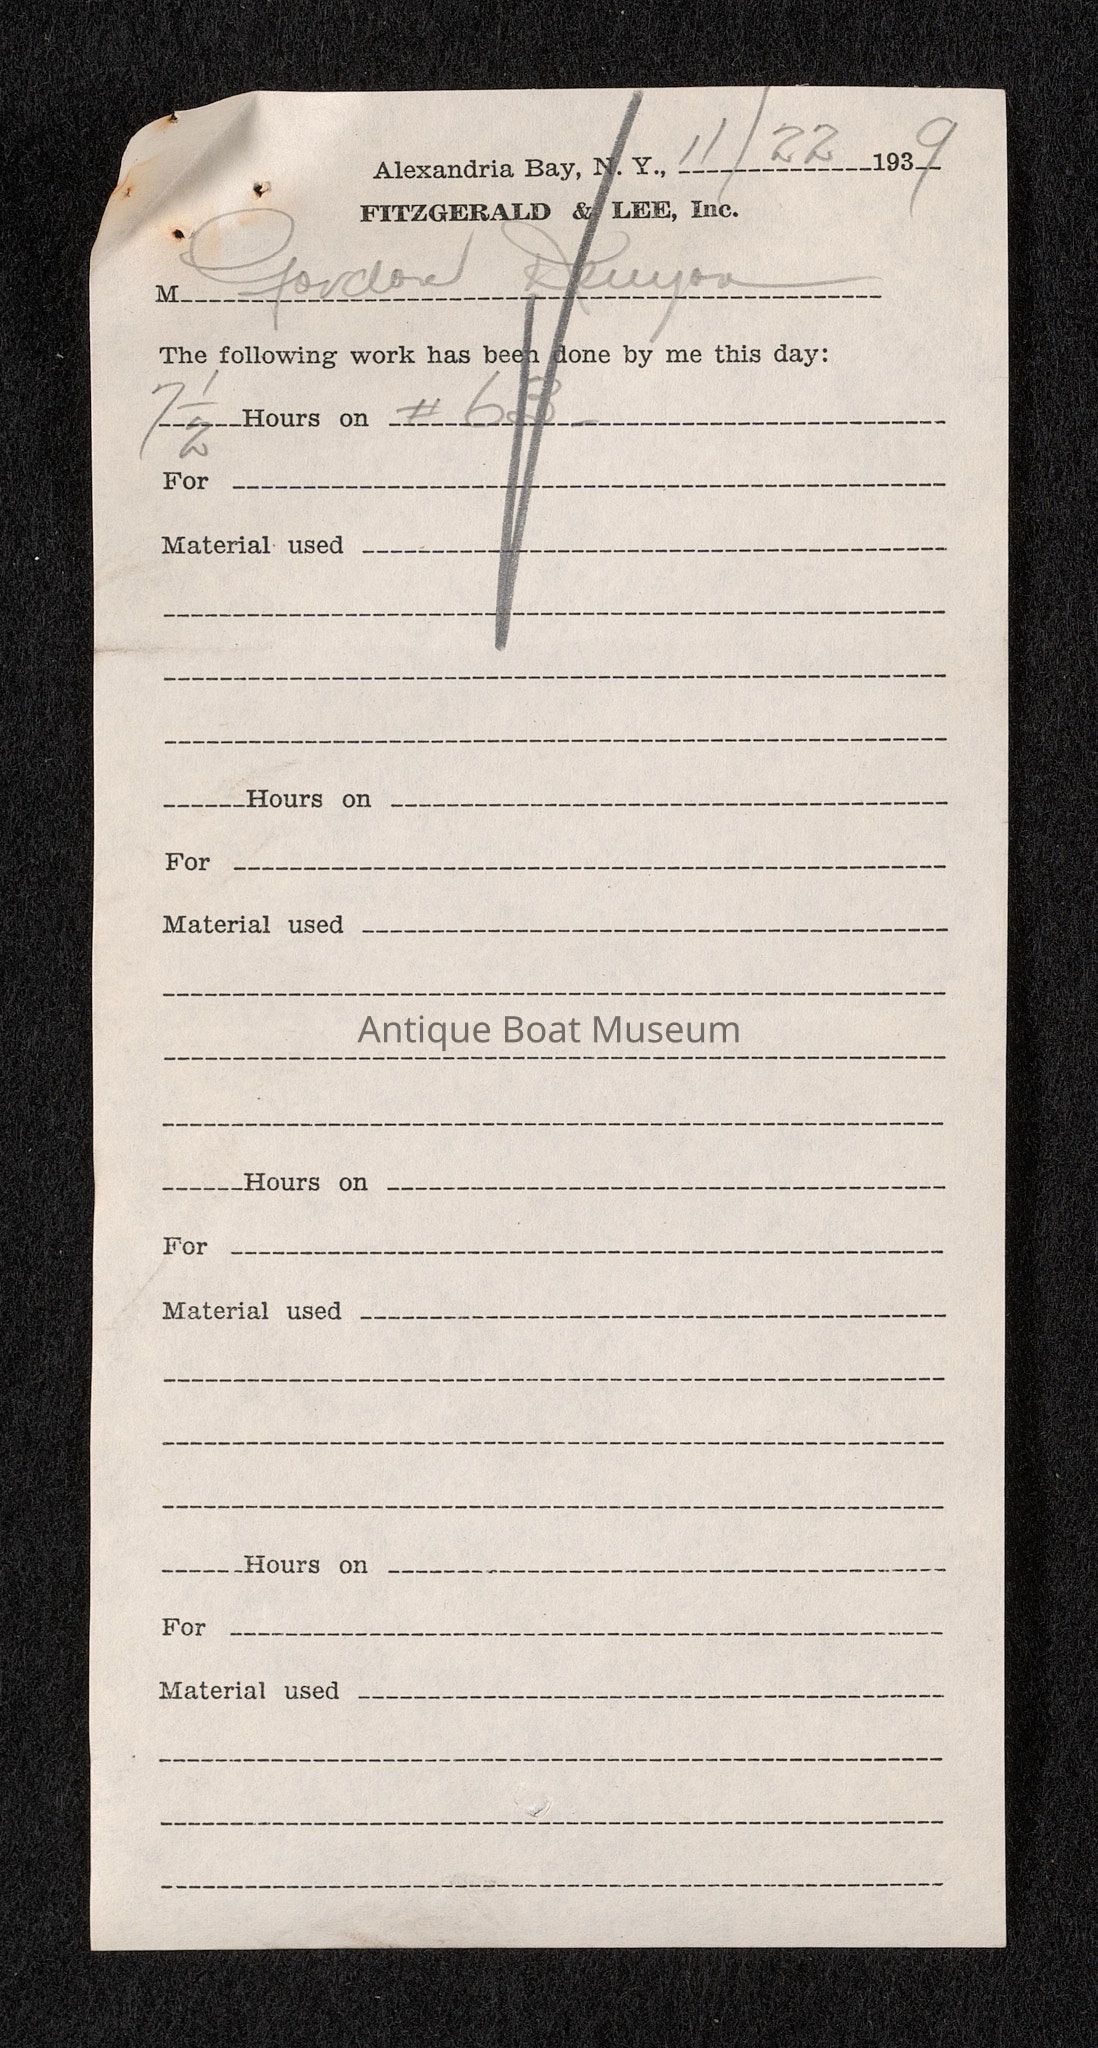 Alexandria Bay, N. Y., 11/22 1939
FITZGERALD & LEE, Inc.
M Gordon Kenyon
The following work has been done by me this day:
7 1/2 Hours on # 63
For
Material used
Hours on
For
Material used
Antique Boat Museum
Hours on
For
Material used
Hours on
For
Material used